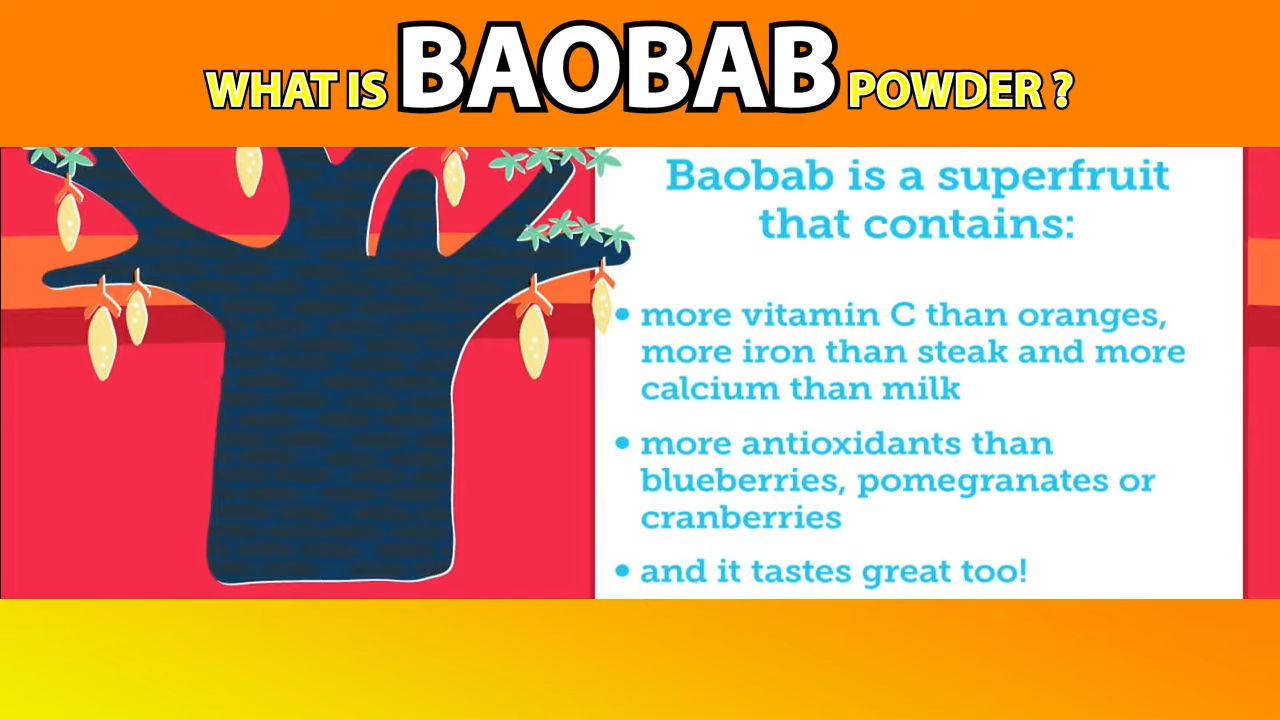 WHAT IS BAOBAB POWDER ?
Baobab is a superfruit
that contains:
• more vitamin C than oranges,
more iron than steak and more
calcium than milk
• more antioxidants than
blueberries, pomegranates or
cranberries
• and it tastes great too!